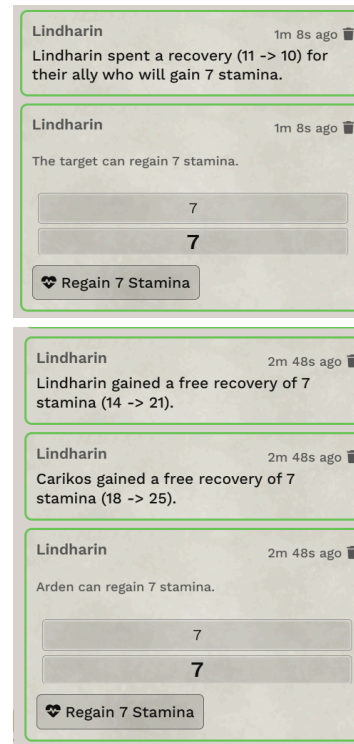 Lindharin 1m 8s ago
Lindharin spent a recovery (11 -> 10) for
their ally who will gain 7 stamina.
Lindharin 1m 8s ago
The target can regain 7 stamina.
7
7
Regain 7 Stamina
Lindharin 2m 48s ago
Lindharin gained a free recovery of 7
stamina (14 -> 21).
Lindharin 2m 48s ago
Carikos gained a free recovery of 7
stamina (18 -> 25).
Lindharin 2m 48s ago
Arden can regain 7 stamina.
7
7
Regain 7 Stamina